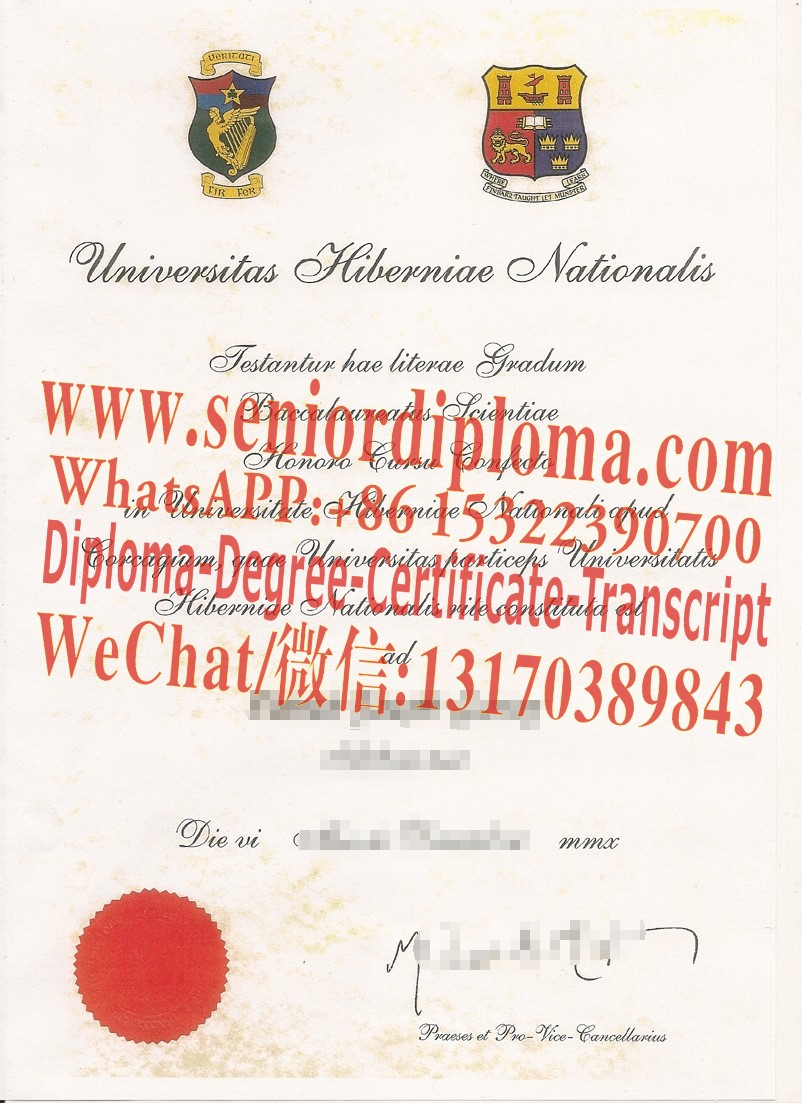 VERITATI
FIR FER
WHERE FINBARR TAUGHT LET MUNSTER LEARN
Universitas Hiberniae Nationalis
Testantur hae literae Gradum
Baccalaureatus Scientiae
www.seniordiploma.com
Honoro Cursu Confecto
WhatsAPP:+86 15322390700
in Universitate Hiberniae Nationali apud
Diploma-Degree-Certificate-Transcript
Corcagium, quae Universitas particeps Universitatis
Hiberniae Nationalis rite constituta est
WeChat/微信:13170389843
ad
Die vi mmx
Praeses et Pro-Vice-Cancellarius